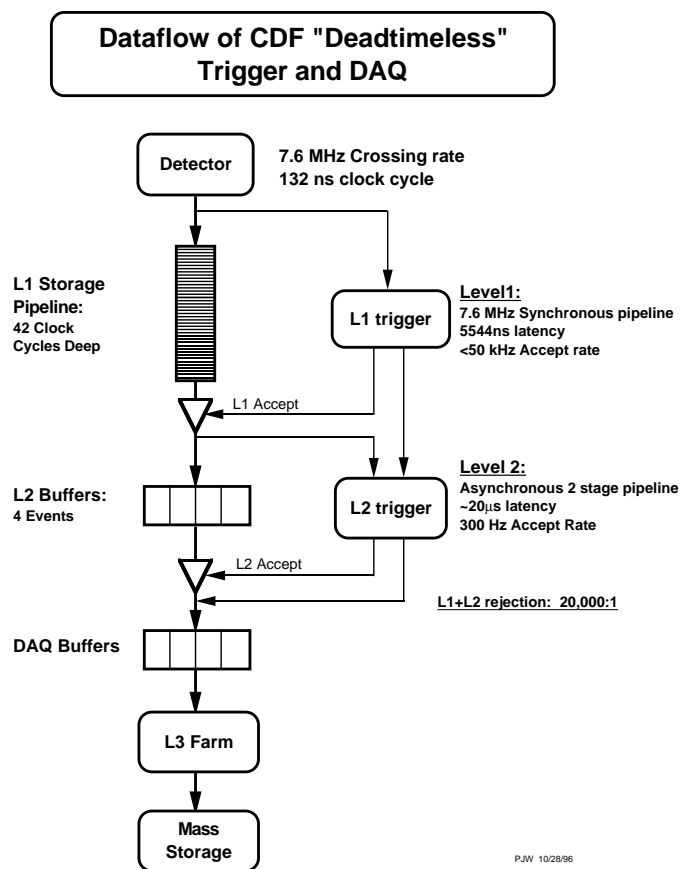 Dataflow of CDF "Deadtimeless"
Trigger and DAQ
Detector
7.6 MHz Crossing rate
132 ns clock cycle
L1 Storage
Pipeline:
42 Clock
Cycles Deep
L1 trigger
Level1:
7.6 MHz Synchronous pipeline
5544ns latency
<50 kHz Accept rate
L1 Accept
L2 Buffers:
4 Events
L2 trigger
Level 2:
Asynchronous 2 stage pipeline
~20µs latency
300 Hz Accept Rate
L2 Accept
L1+L2 rejection: 20,000:1
DAQ Buffers
L3 Farm
Mass
Storage
PJW 10/28/96